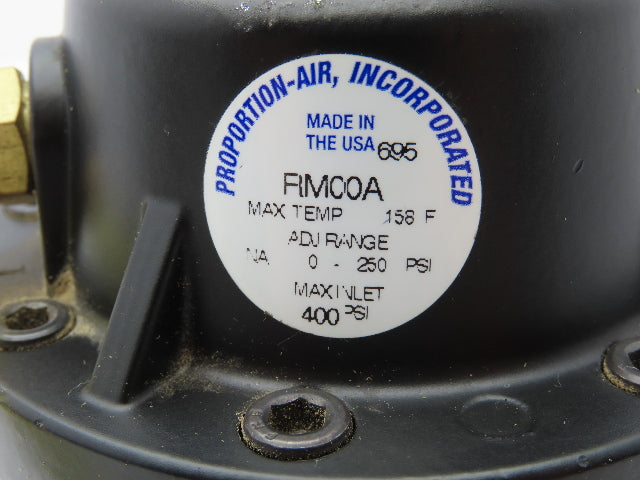 PROPORTION-AIR, INCORPORATED
MADE IN
THE USA 695
RM00A
MAX TEMP 158 F
ADJ RANGE
NA 0 - 250 PSI
MAX INLET
400 PSI